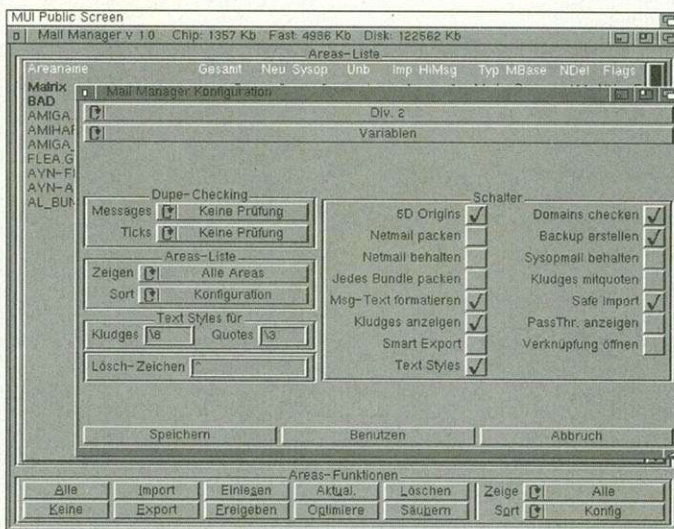 MUI Public Screen
Mail Manager v 1.0 Chip: 1357 Kb Fast: 4986 Kb Disk: 122562 Kb
Areas-Liste
Areaname Gesamt Neu Sysop Unb Imp HiMsg Typ MBase NDel Flags
Matrix
BAD
AMIGA
AMIHA
AMIGA_
FLEA.G
AYN-F
AYN-A
AL_BUN
Mail Manager Konfiguration
Div. 2
Variablen
Dupe-Checking
Messages Keine Prüfung
Ticks Keine Prüfung
Areas-Liste
Zeigen Alle Areas
Sort Konfiguration
Text Styles für
Kludges \8 Quotes \3
Lösch-Zeichen ^
Schalter
5D Origins Domains checken
Netmail packen Backup erstellen
Netmail behalten Sysopmail behalten
Jedes Bundle packen Kludges mitquoten
Msg-Text formatieren Safe Import
Kludges anzeigen PassThr. anzeigen
Smart Export Verknüpfung öffnen
Text Styles
Speichern Benutzen Abbruch
Areas-Funktionen
Alle Import Einlesen Aktual. Löschen Zeige Alle
Keine Export Freigeben Optimiere Säubern Sort Konfig